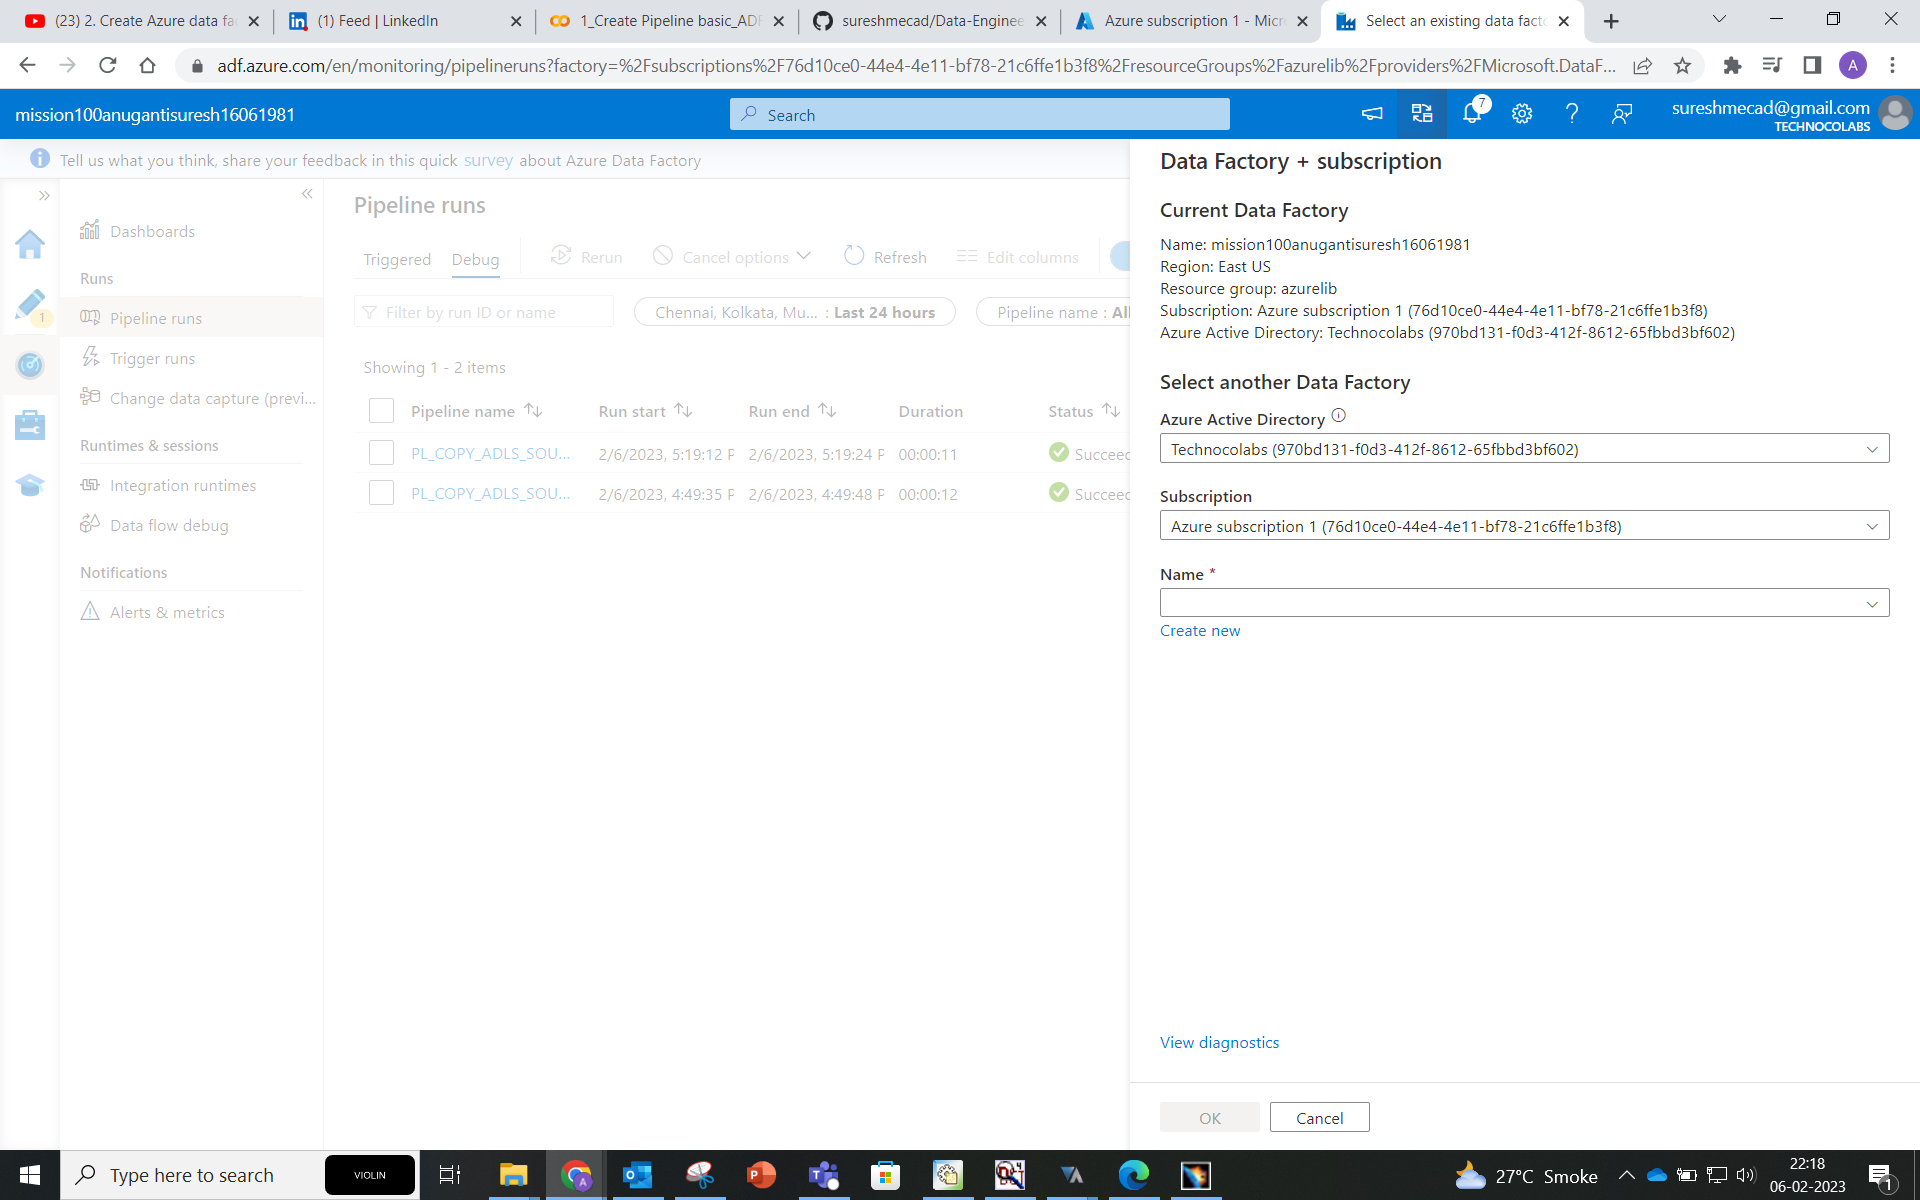 (23) 2. Create Azure data fa
(1) Feed | LinkedIn
1_Create Pipeline basic_ADF
sureshmecad/Data-Enginee
Azure subscription 1 - Micr
Select an existing data facto
adf.azure.com/en/monitoring/pipelineruns?factory=%2Fsubscriptions%2F76d10ce0-44e4-4e11-bf78-21c6ffe1b3f8%2FresourceGroups%2Fazurelib%2Fproviders%2FMicrosoft.DataF...
A
mission100anugantisuresh16061981
Search
7
sureshmecad@gmail.com
TECHNOCOLABS
Tell us what you think, share your feedback in this quick survey about Azure Data Factory
1
Dashboards
Runs
Pipeline runs
Trigger runs
Change data capture (previ...
Runtimes & sessions
Integration runtimes
Data flow debug
Notifications
Alerts & metrics
Pipeline runs
Triggered
Debug
Rerun
Cancel options
Refresh
Edit columns
Filter by run ID or name
Chennai, Kolkata, Mu... : Last 24 hours
Pipeline name : All
Showing 1 - 2 items
Pipeline name
Run start
Run end
Duration
Status
PL_COPY_ADLS_SOU... 2/6/2023, 5:19:12 P 2/6/2023, 5:19:24 P 00:00:11 Succeed
PL_COPY_ADLS_SOU... 2/6/2023, 4:49:35 P 2/6/2023, 4:49:48 P 00:00:12 Succeed
Data Factory + subscription
Current Data Factory
Name: mission100anugantisuresh16061981
Region: East US
Resource group: azurelib
Subscription: Azure subscription 1 (76d10ce0-44e4-4e11-bf78-21c6ffe1b3f8)
Azure Active Directory: Technocolabs (970bd131-f0d3-412f-8612-65fbbd3bf602)
Select another Data Factory
Azure Active Directory
Technocolabs (970bd131-f0d3-412f-8612-65fbbd3bf602)
Subscription
Azure subscription 1 (76d10ce0-44e4-4e11-bf78-21c6ffe1b3f8)
Name *
Create new
View diagnostics
OK
Cancel
Type here to search
VIOLIN
27°C Smoke
22:18
06-02-2023
1